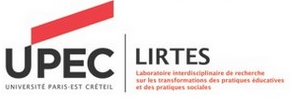 UPEC
UNIVERSITÉ PARIS-EST CRÉTEIL
LIRTES
Laboratoire interdisciplinaire de recherche
sur les transformations des pratiques éducatives
et des pratiques sociales